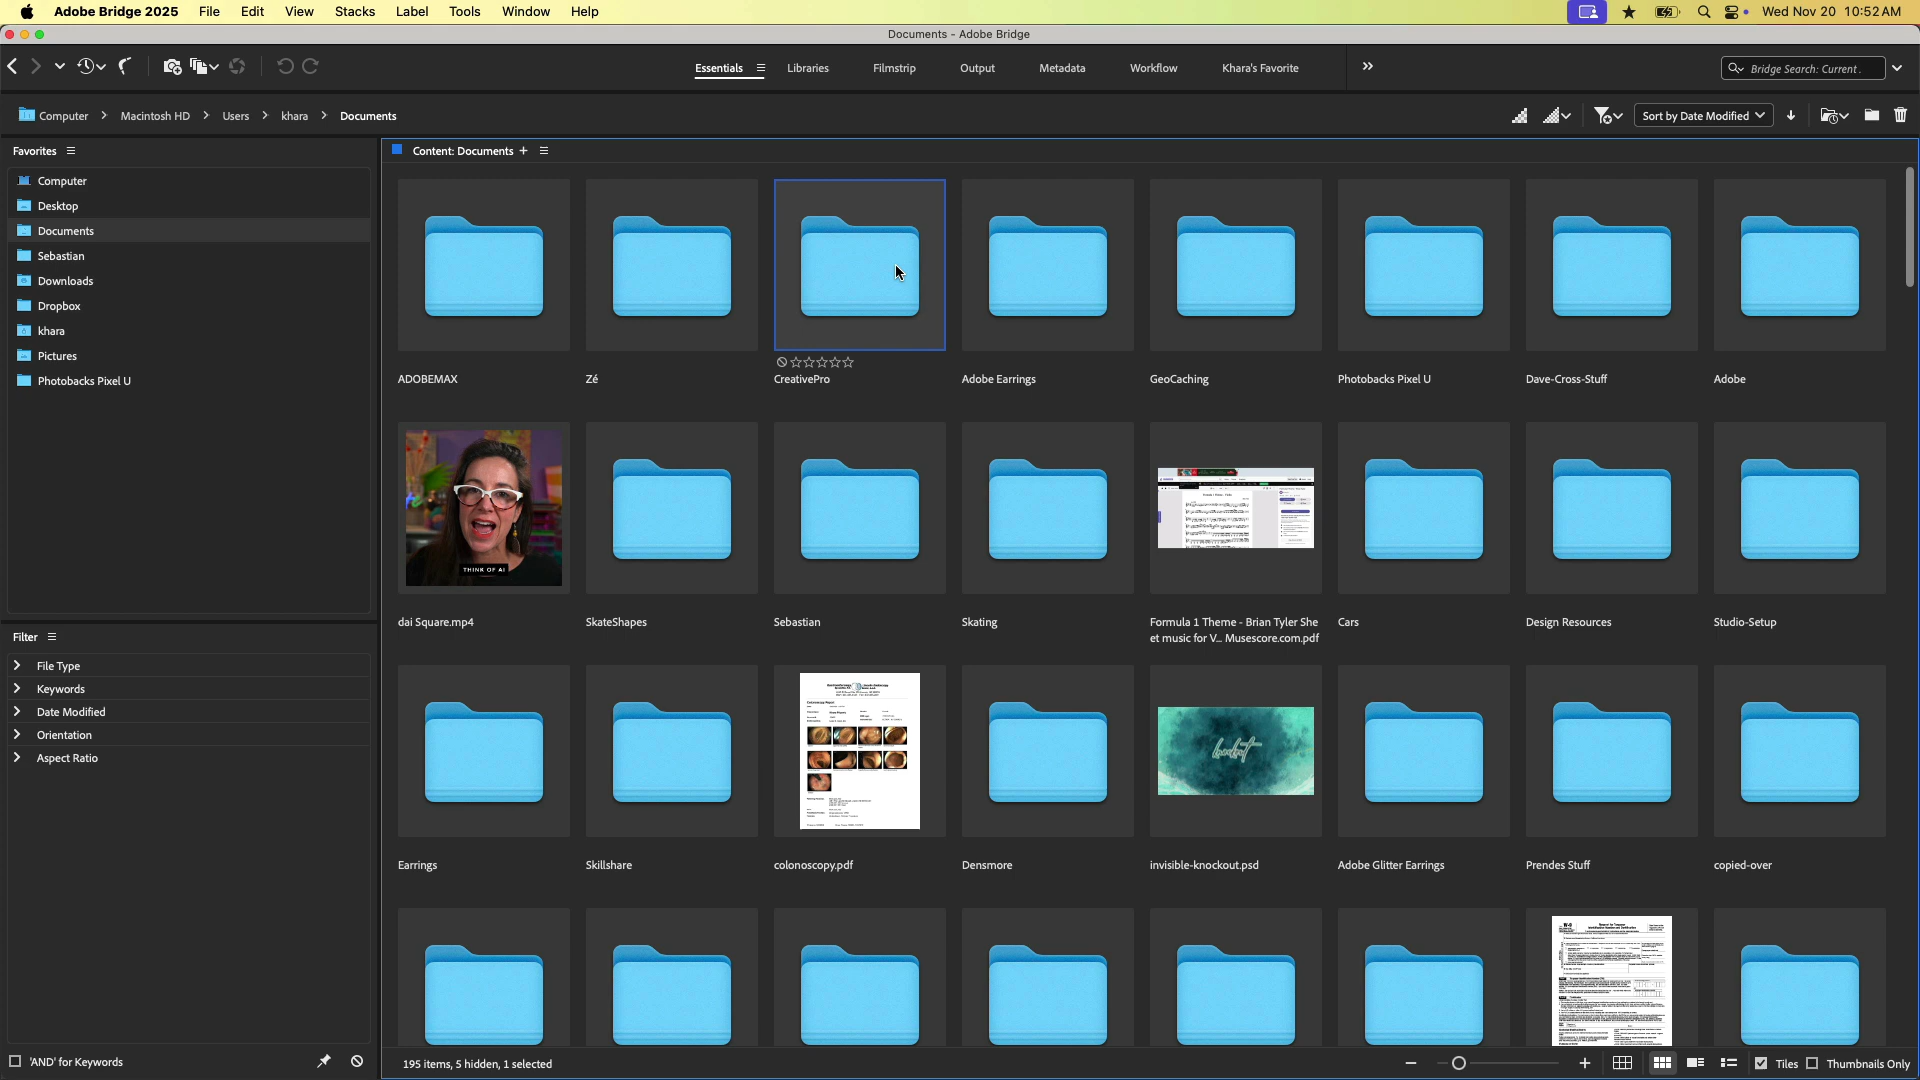 Adobe Bridge 2025 File Edit View Stacks Label Tools Window Help Wed Nov 20 10:52 AM
Documents - Adobe Bridge
Essentials Libraries Filmstrip Output Metadata Workflow Khara's Favorite Bridge Search: Current .
Computer Macintosh HD Users khara Documents Sort by Date Modified
Favorites
Computer
Desktop
Documents
Sebastian
Downloads
Dropbox
khara
Pictures
Photobacks Pixel U
Filter
File Type
Keywords
Date Modified
Orientation
Aspect Ratio
'AND' for Keywords
Content: Documents
ADOBEMAX Zé CreativePro Adobe Earrings GeoCaching Photobacks Pixel U Dave-Cross-Stuff Adobe
THINK OF AI
dai Square.mp4 SkateShapes Sebastian Skating Formula 1 Theme - Brian Tyler She Cars Design Resources Studio-Setup
et music for V... Musescore.com.pdf
Earrings Skillshare colonoscopy.pdf Densmore invisible-knockout.psd Adobe Glitter Earrings Prendes Stuff copied-over
195 items, 5 hidden, 1 selected Tiles Thumbnails Only